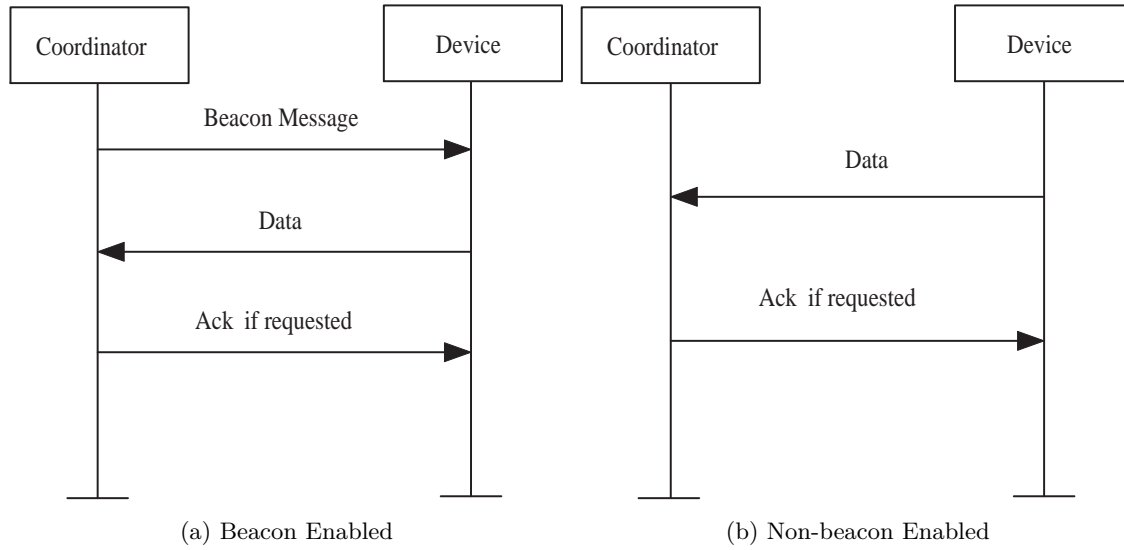 Coordinator
Device
Beacon Message
Data
Ack if requested
(a) Beacon Enabled
Coordinator
Device
Data
Ack if requested
(b) Non-beacon Enabled